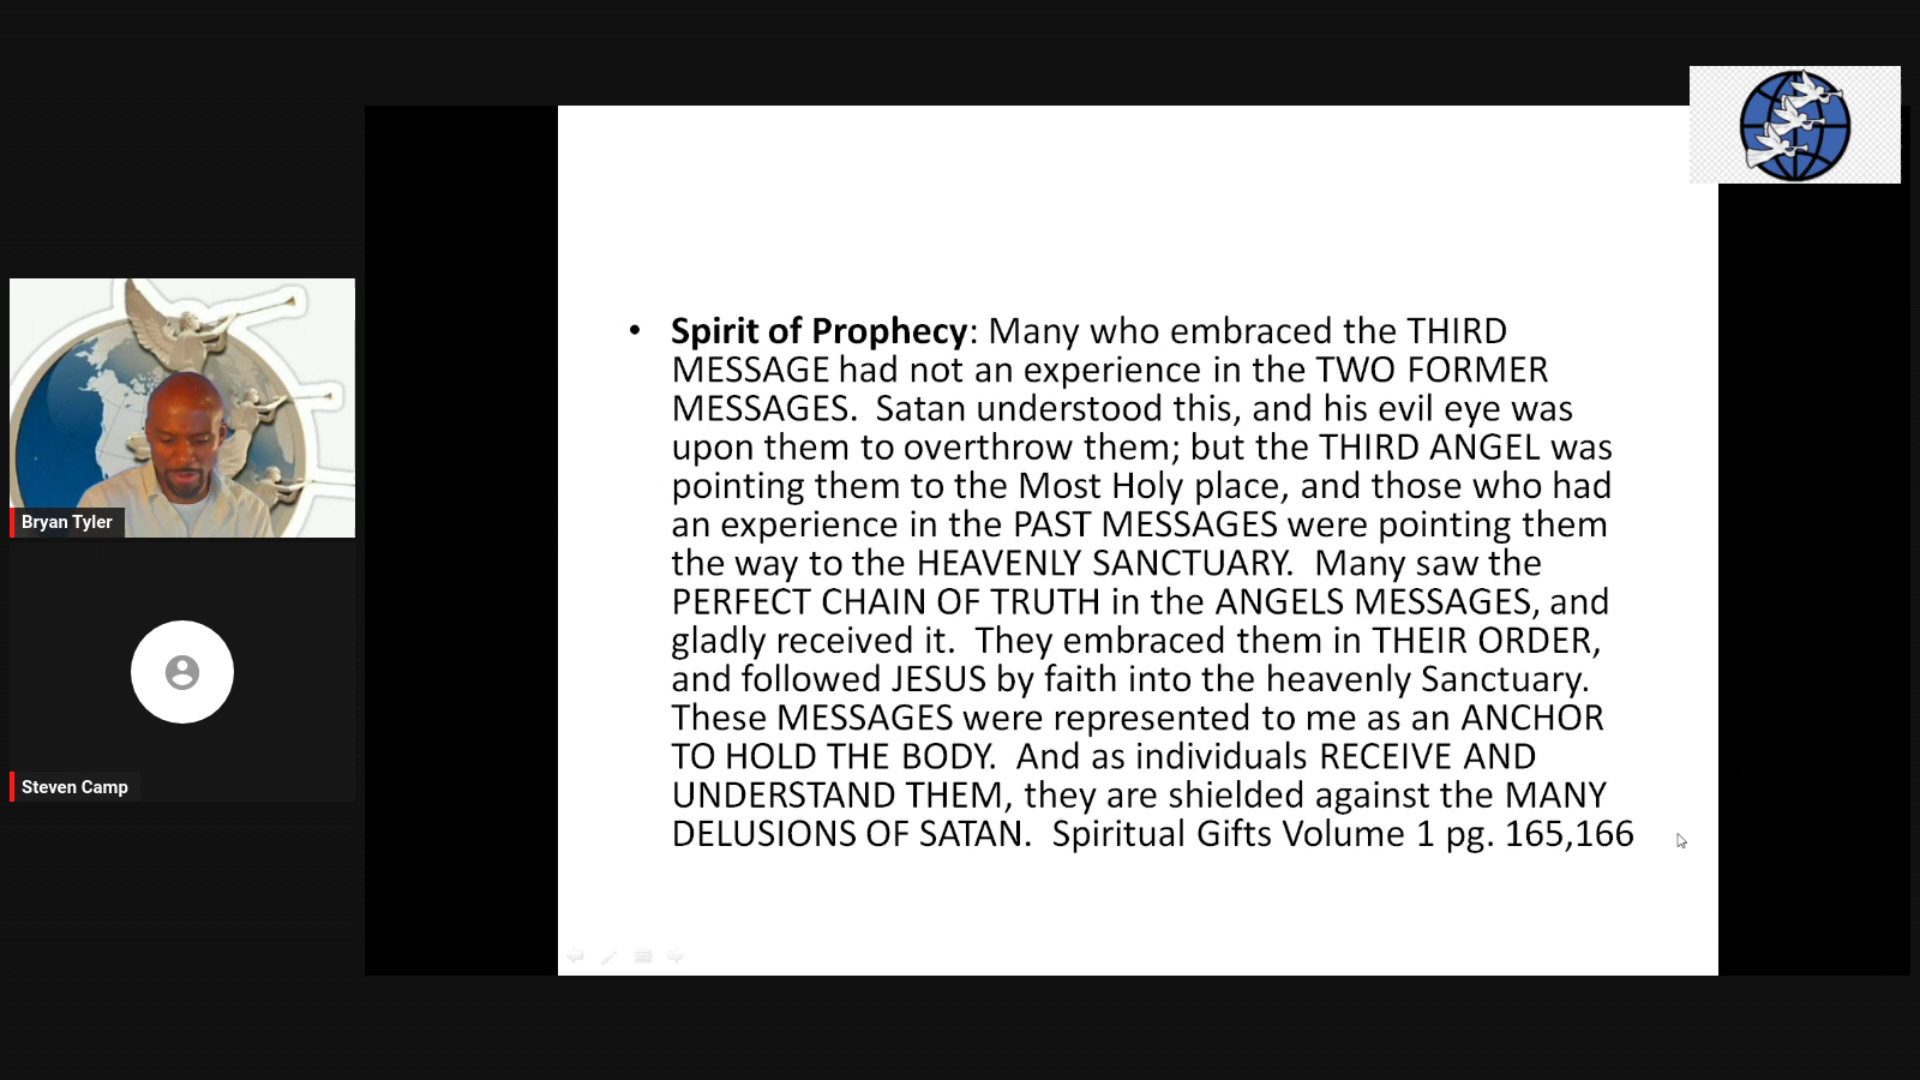 • Spirit of Prophecy: Many who embraced the THIRD
MESSAGE had not an experience in the TWO FORMER
MESSAGES.  Satan understood this, and his evil eye was
upon them to overthrow them; but the THIRD ANGEL was
pointing them to the Most Holy place, and those who had
an experience in the PAST MESSAGES were pointing them
the way to the HEAVENLY SANCTUARY.  Many saw the
PERFECT CHAIN OF TRUTH in the ANGELS MESSAGES, and
gladly received it.  They embraced them in THEIR ORDER,
and followed JESUS by faith into the heavenly Sanctuary.
These MESSAGES were represented to me as an ANCHOR
TO HOLD THE BODY.  And as individuals RECEIVE AND
UNDERSTAND THEM, they are shielded against the MANY
DELUSIONS OF SATAN.  Spiritual Gifts Volume 1 pg. 165,166
Bryan Tyler
Steven Camp